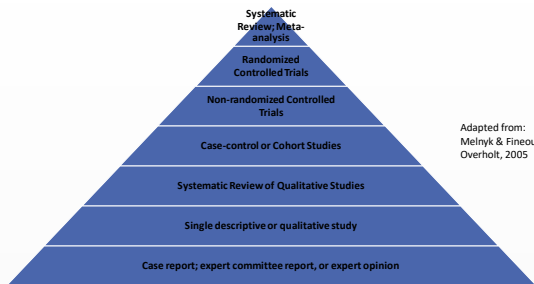 Systematic
Review; Meta-
analysis
Randomized
Controlled Trials
Non-randomized Controlled
Trials
Case-control or Cohort Studies
Adapted from:
Melnyk & Fineou
Overholt, 2005
Systematic Review of Qualitative Studies
Single descriptive or qualitative study
Case report; expert committee report, or expert opinion